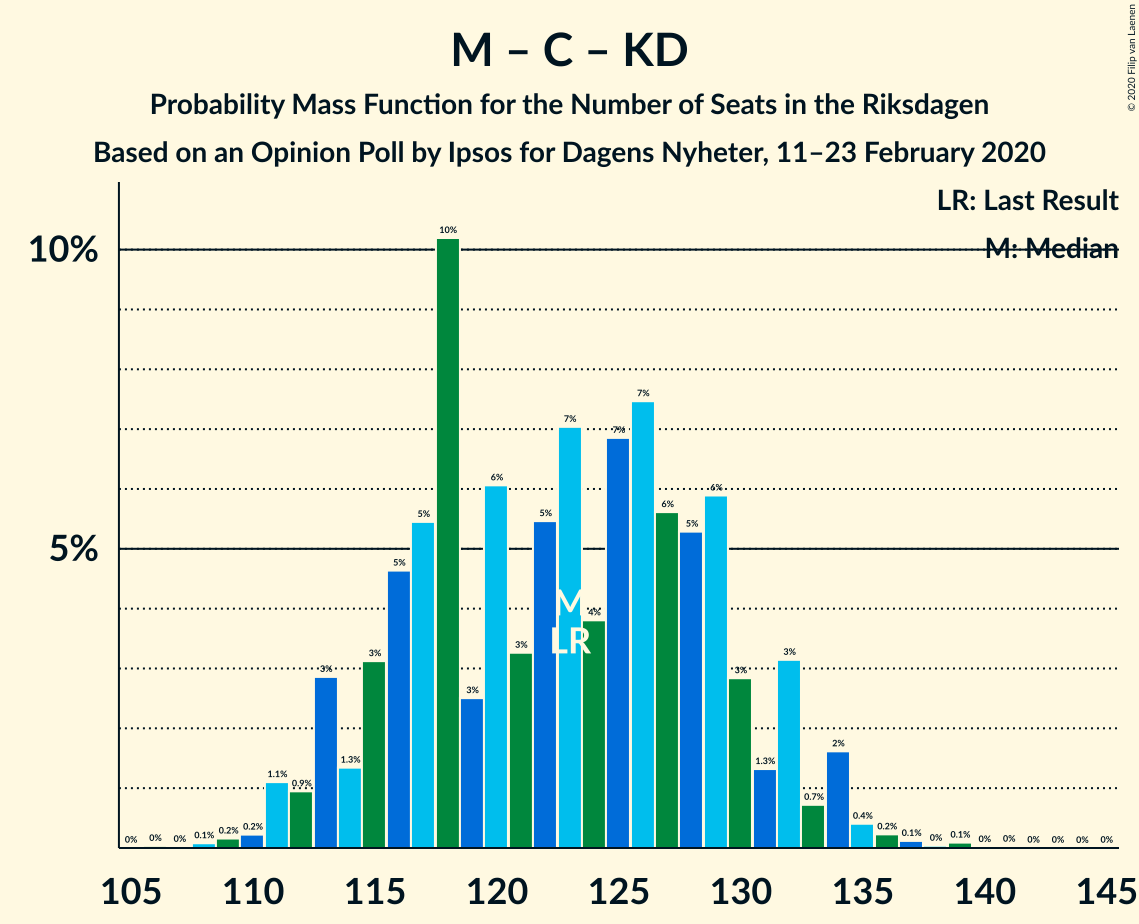 © 2020 Filip van Laenen
M – C – KD
Probability Mass Function for the Number of Seats in the Riksdagen
Based on an Opinion Poll by Ipsos for Dagens Nyheter, 11–23 February 2020
LR: Last Result
M: Median
10%
5%
0% 0% 0% 0.1% 0.2% 0.2% 1.1% 0.9% 3% 1.3% 3% 5% 5% 10% 3% 6% 3% 5% 7% 4% 7% 7% 6% 5% 6% 3% 1.3% 3% 0.7% 2% 0.4% 0.2% 0.1% 0% 0.1% 0% 0% 0% 0% 0% 0%
M
LR
105 110 115 120 125 130 135 140 145